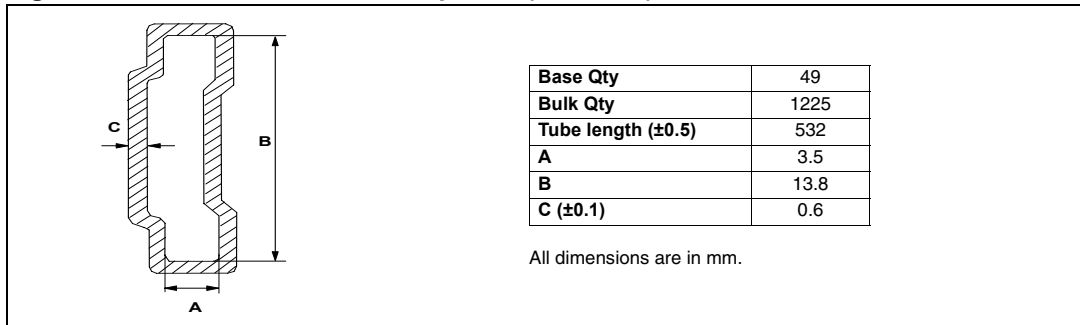 C
B
A
Base Qty 49
Bulk Qty 1225
Tube length (±0.5) 532
A 3.5
B 13.8
C (±0.1) 0.6
All dimensions are in mm.